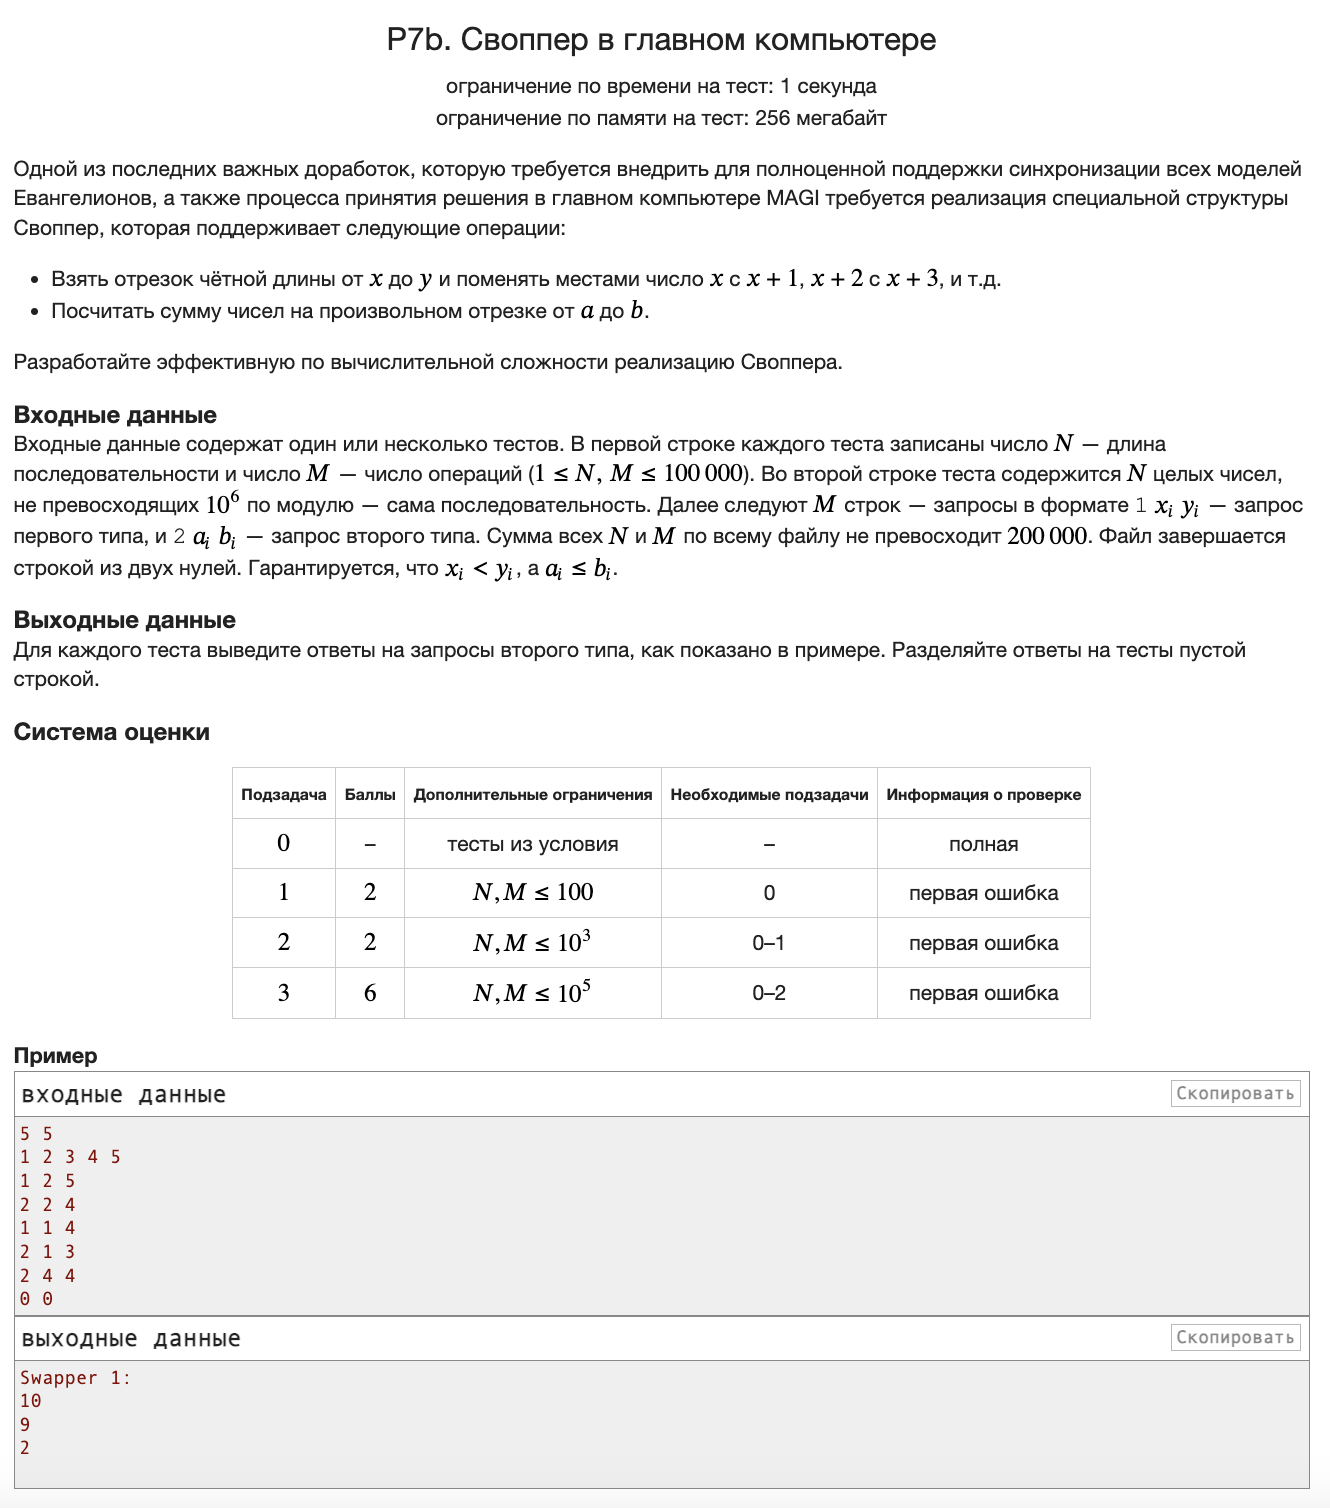 P7b. Своппер в главном компьютере
ограничение по времени на тест: 1 секунда
ограничение по памяти на тест: 256 мегабайт
Одной из последних важных доработок, которую требуется внедрить для полноценной поддержки синхронизации всех моделей
Евангелионов, а также процесса принятия решения в главном компьютере MAGI требуется реализация специальной структуры
Своппер, которая поддерживает следующие операции:
• Взять отрезок чётной длины от x до y и поменять местами число x с x + 1, x + 2 с x + 3, и т.д.
• Посчитать сумму чисел на произвольном отрезке от a до b.
Разработайте эффективную по вычислительной сложности реализацию Своппера.
Входные данные
Входные данные содержат один или несколько тестов. В первой строке каждого теста записаны число N — длина
последовательности и число M — число операций (1 ≤ N, M ≤ 100 000). Во второй строке теста содержится N целых чисел,
не превосходящих 10^6 по модулю — сама последовательность. Далее следуют M строк — запросы в формате 1 x_i y_i — запрос
первого типа, и 2 a_i b_i — запрос второго типа. Сумма всех N и M по всему файлу не превосходит 200 000. Файл завершается
строкой из двух нулей. Гарантируется, что x_i < y_i, а a_i ≤ b_i.
Выходные данные
Для каждого теста выведите ответы на запросы второго типа, как показано в примере. Разделяйте ответы на тесты пустой
строкой.
Система оценки
Подзадача Баллы Дополнительные ограничения Необходимые подзадачи Информация о проверке
0 – тесты из условия – полная
1 2 N, M ≤ 100 0 первая ошибка
2 2 N, M ≤ 10^3 0–1 первая ошибка
3 6 N, M ≤ 10^5 0–2 первая ошибка
Пример
входные данные Скопировать
5 5
1 2 3 4 5
1 2 5
2 2 4
1 1 4
2 1 3
2 4 4
0 0
выходные данные Скопировать
Swapper 1:
10
9
2